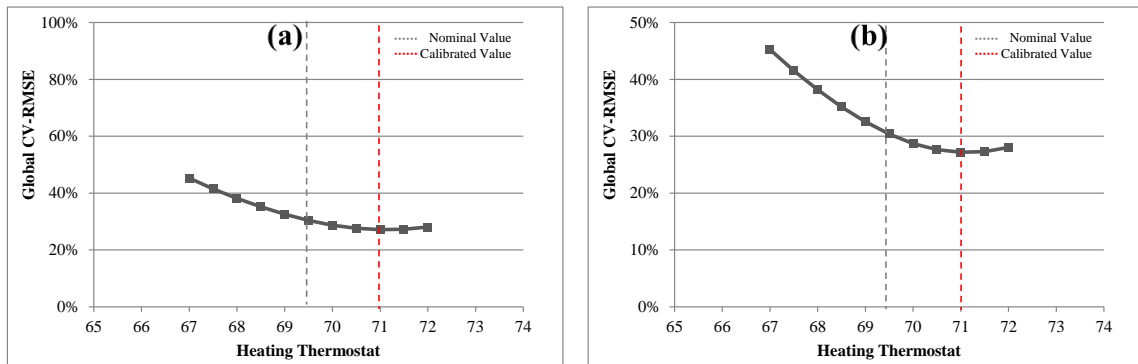 (a)
Nominal Value
Calibrated Value
Global CV-RMSE
100%
80%
60%
40%
20%
0%
65 66 67 68 69 70 71 72 73 74
Heating Thermostat
(b)
Nominal Value
Calibrated Value
Global CV-RMSE
50%
40%
30%
20%
10%
0%
65 66 67 68 69 70 71 72 73 74
Heating Thermostat